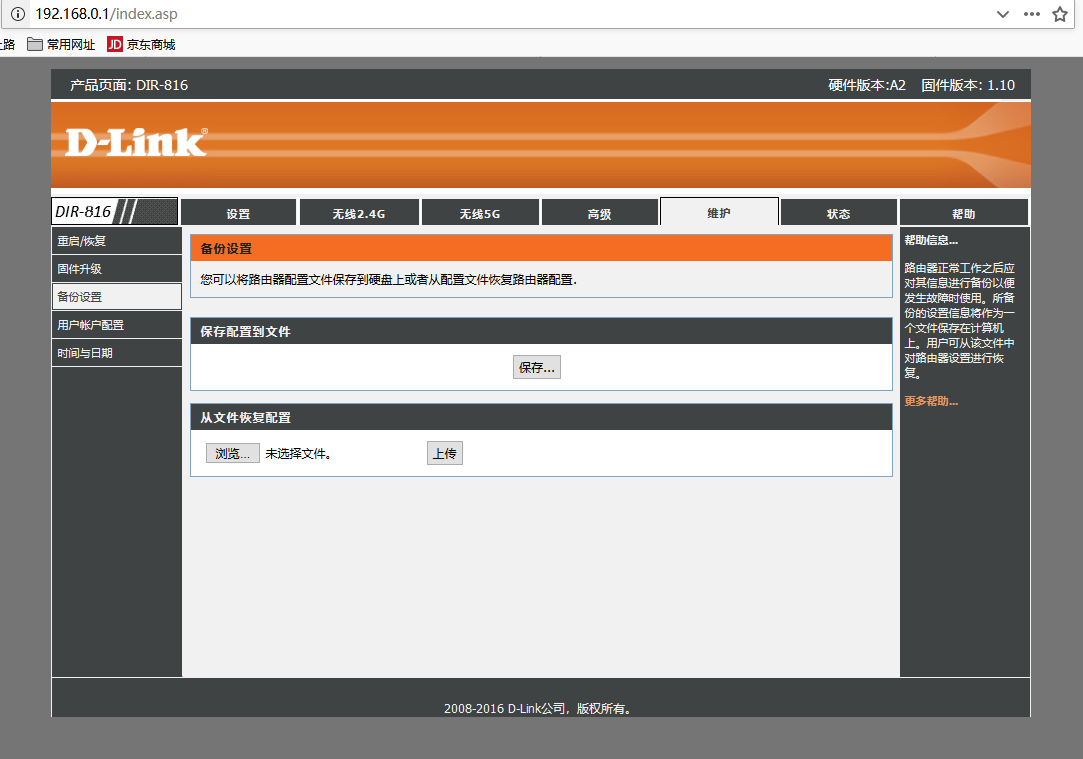 192.168.0.1/index.asp
上路 常用网址 JD 京东商城
产品页面: DIR-816 硬件版本:A2 固件版本: 1.10
D-Link®
DIR-816 设置 无线2.4G 无线5G 高级 维护 状态 帮助
重启/恢复
固件升级
备份设置
用户帐户配置
时间与日期
备份设置
您可以将路由器配置文件保存到硬盘上或者从配置文件恢复路由器配置.
保存配置到文件
保存...
从文件恢复配置
浏览... 未选择文件。 上传
帮助信息...
路由器正常工作之后应
对其信息进行备份以便
发生故障时使用。所备
份的设置信息将作为一
个文件保存在计算机
上。用户可从该文件中
对路由器设置进行恢
复。
更多帮助...
2008-2016 D-Link公司，版权所有。